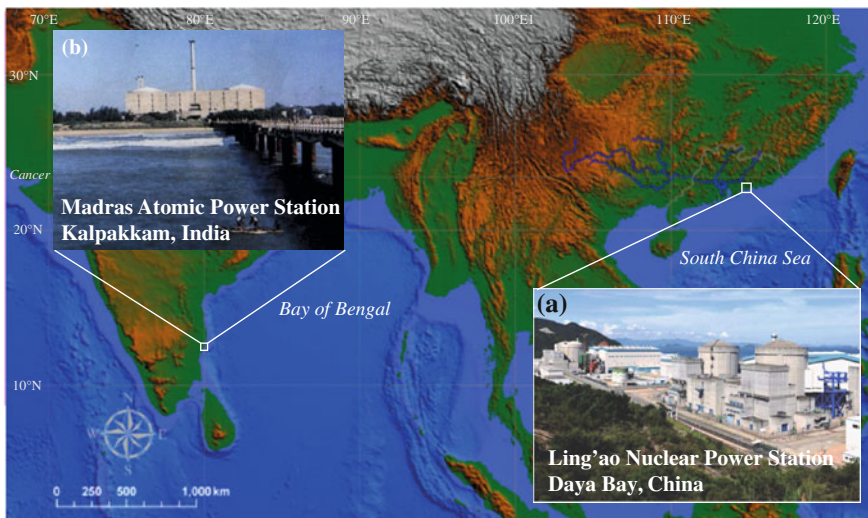 70°E
80°E
90°E
100°E
110°E
120°E
(b)
30°N
Cancer
Madras Atomic Power Station
Kalpakkam, India
20°N
South China Sea
Bay of Bengal
(a)
10°N
N
W E
S
Ling'ao Nuclear Power Station
Daya Bay, China
0 250 500 1,000 km